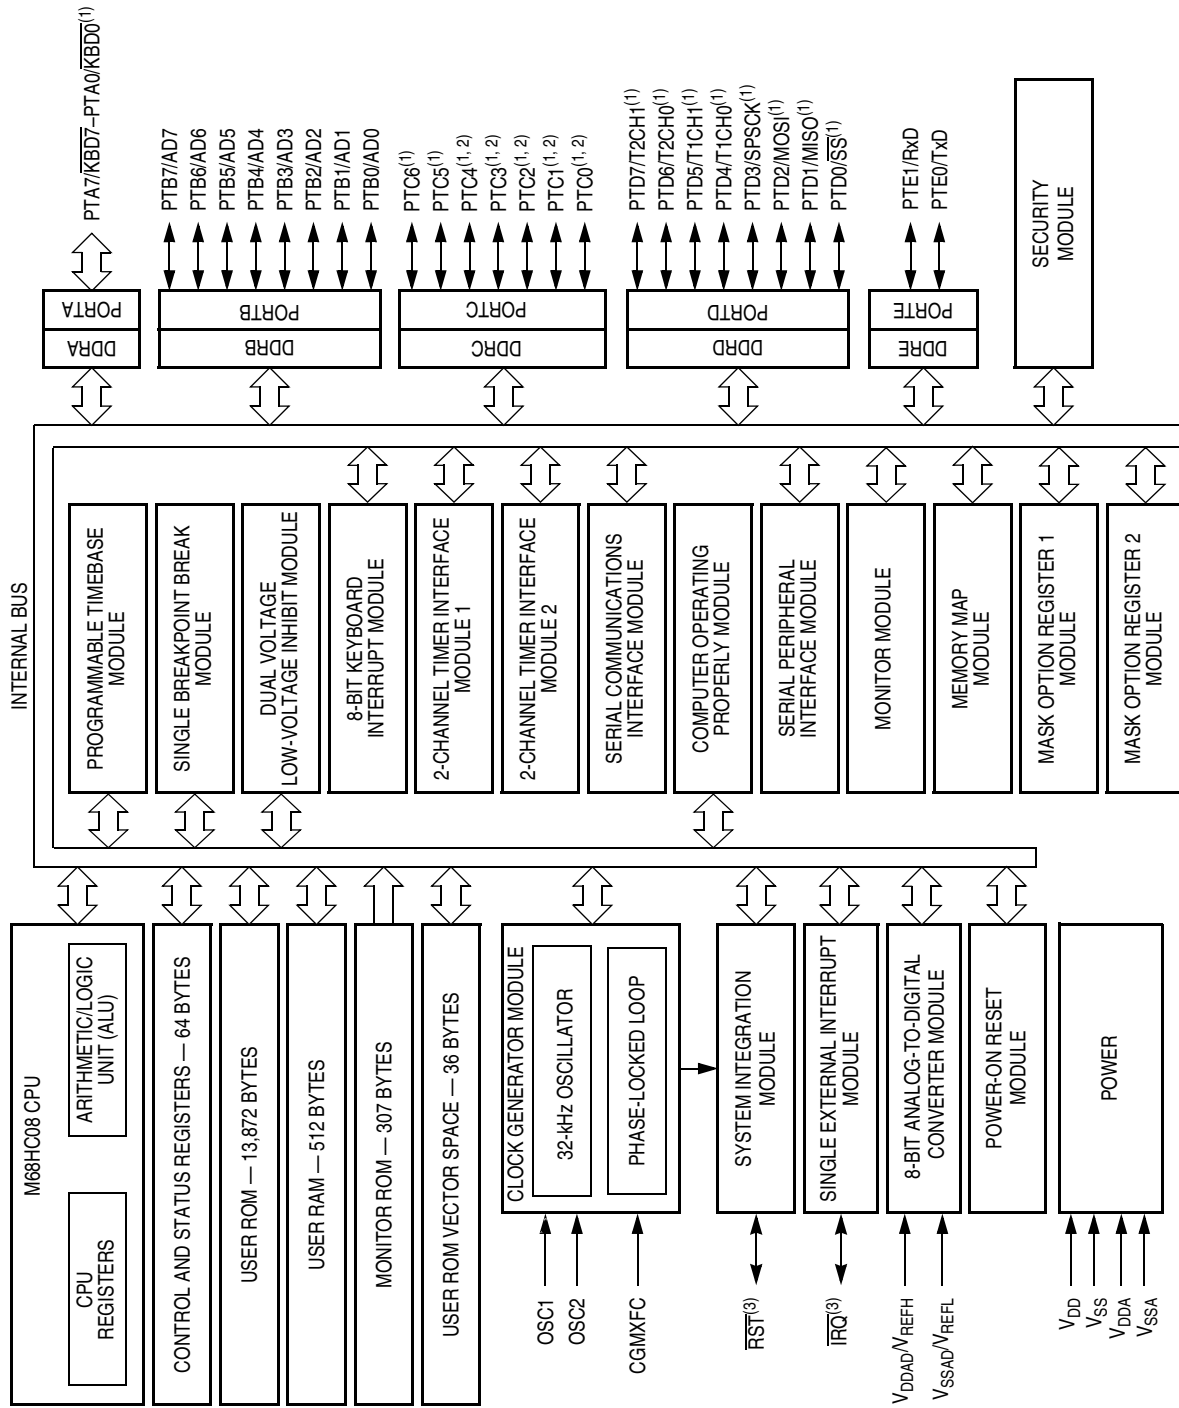 INTERNAL BUS
M68HC08 CPU
CPU
REGISTERS
ARITHMETIC/LOGIC
UNIT (ALU)
CONTROL AND STATUS REGISTERS — 64 BYTES
USER ROM — 13,872 BYTES
USER RAM — 512 BYTES
MONITOR ROM — 307 BYTES
USER ROM VECTOR SPACE — 36 BYTES
CLOCK GENERATOR MODULE
32-kHz OSCILLATOR
PHASE-LOCKED LOOP
OSC1
OSC2
CGMXFC
SYSTEM INTEGRATION
MODULE
RST(3)
SINGLE EXTERNAL INTERRUPT
MODULE
IRQ(3)
8-BIT ANALOG-TO-DIGITAL
CONVERTER MODULE
VDDAD/VREFH
VSSAD/VREFL
POWER-ON RESET
MODULE
POWER
VDD
VSS
VDDA
VSSA
PROGRAMMABLE TIMEBASE
MODULE
SINGLE BREAKPOINT BREAK
MODULE
DUAL VOLTAGE
LOW-VOLTAGE INHIBIT MODULE
8-BIT KEYBOARD
INTERRUPT MODULE
2-CHANNEL TIMER INTERFACE
MODULE 1
2-CHANNEL TIMER INTERFACE
MODULE 2
SERIAL COMMUNICATIONS
INTERFACE MODULE
COMPUTER OPERATING
PROPERLY MODULE
SERIAL PERIPHERAL
INTERFACE MODULE
MONITOR MODULE
MEMORY MAP
MODULE
MASK OPTION REGISTER 1
MODULE
MASK OPTION REGISTER 2
MODULE
DDRA
PORTA
PTA7/KBD7–PTA0/KBD0(1)
DDRB
PORTB
PTB7/AD7
PTB6/AD6
PTB5/AD5
PTB4/AD4
PTB3/AD3
PTB2/AD2
PTB1/AD1
PTB0/AD0
DDRC
PORTC
PTC6(1)
PTC5(1)
PTC4(1, 2)
PTC3(1, 2)
PTC2(1, 2)
PTC1(1, 2)
PTC0(1, 2)
DDRD
PORTD
PTD7/T2CH1(1)
PTD6/T2CH0(1)
PTD5/T1CH1(1)
PTD4/T1CH0(1)
PTD3/SPSCK(1)
PTD2/MOSI(1)
PTD1/MISO(1)
PTD0/SS(1)
DDRE
PORTE
PTE1/RxD
PTE0/TxD
SECURITY
MODULE